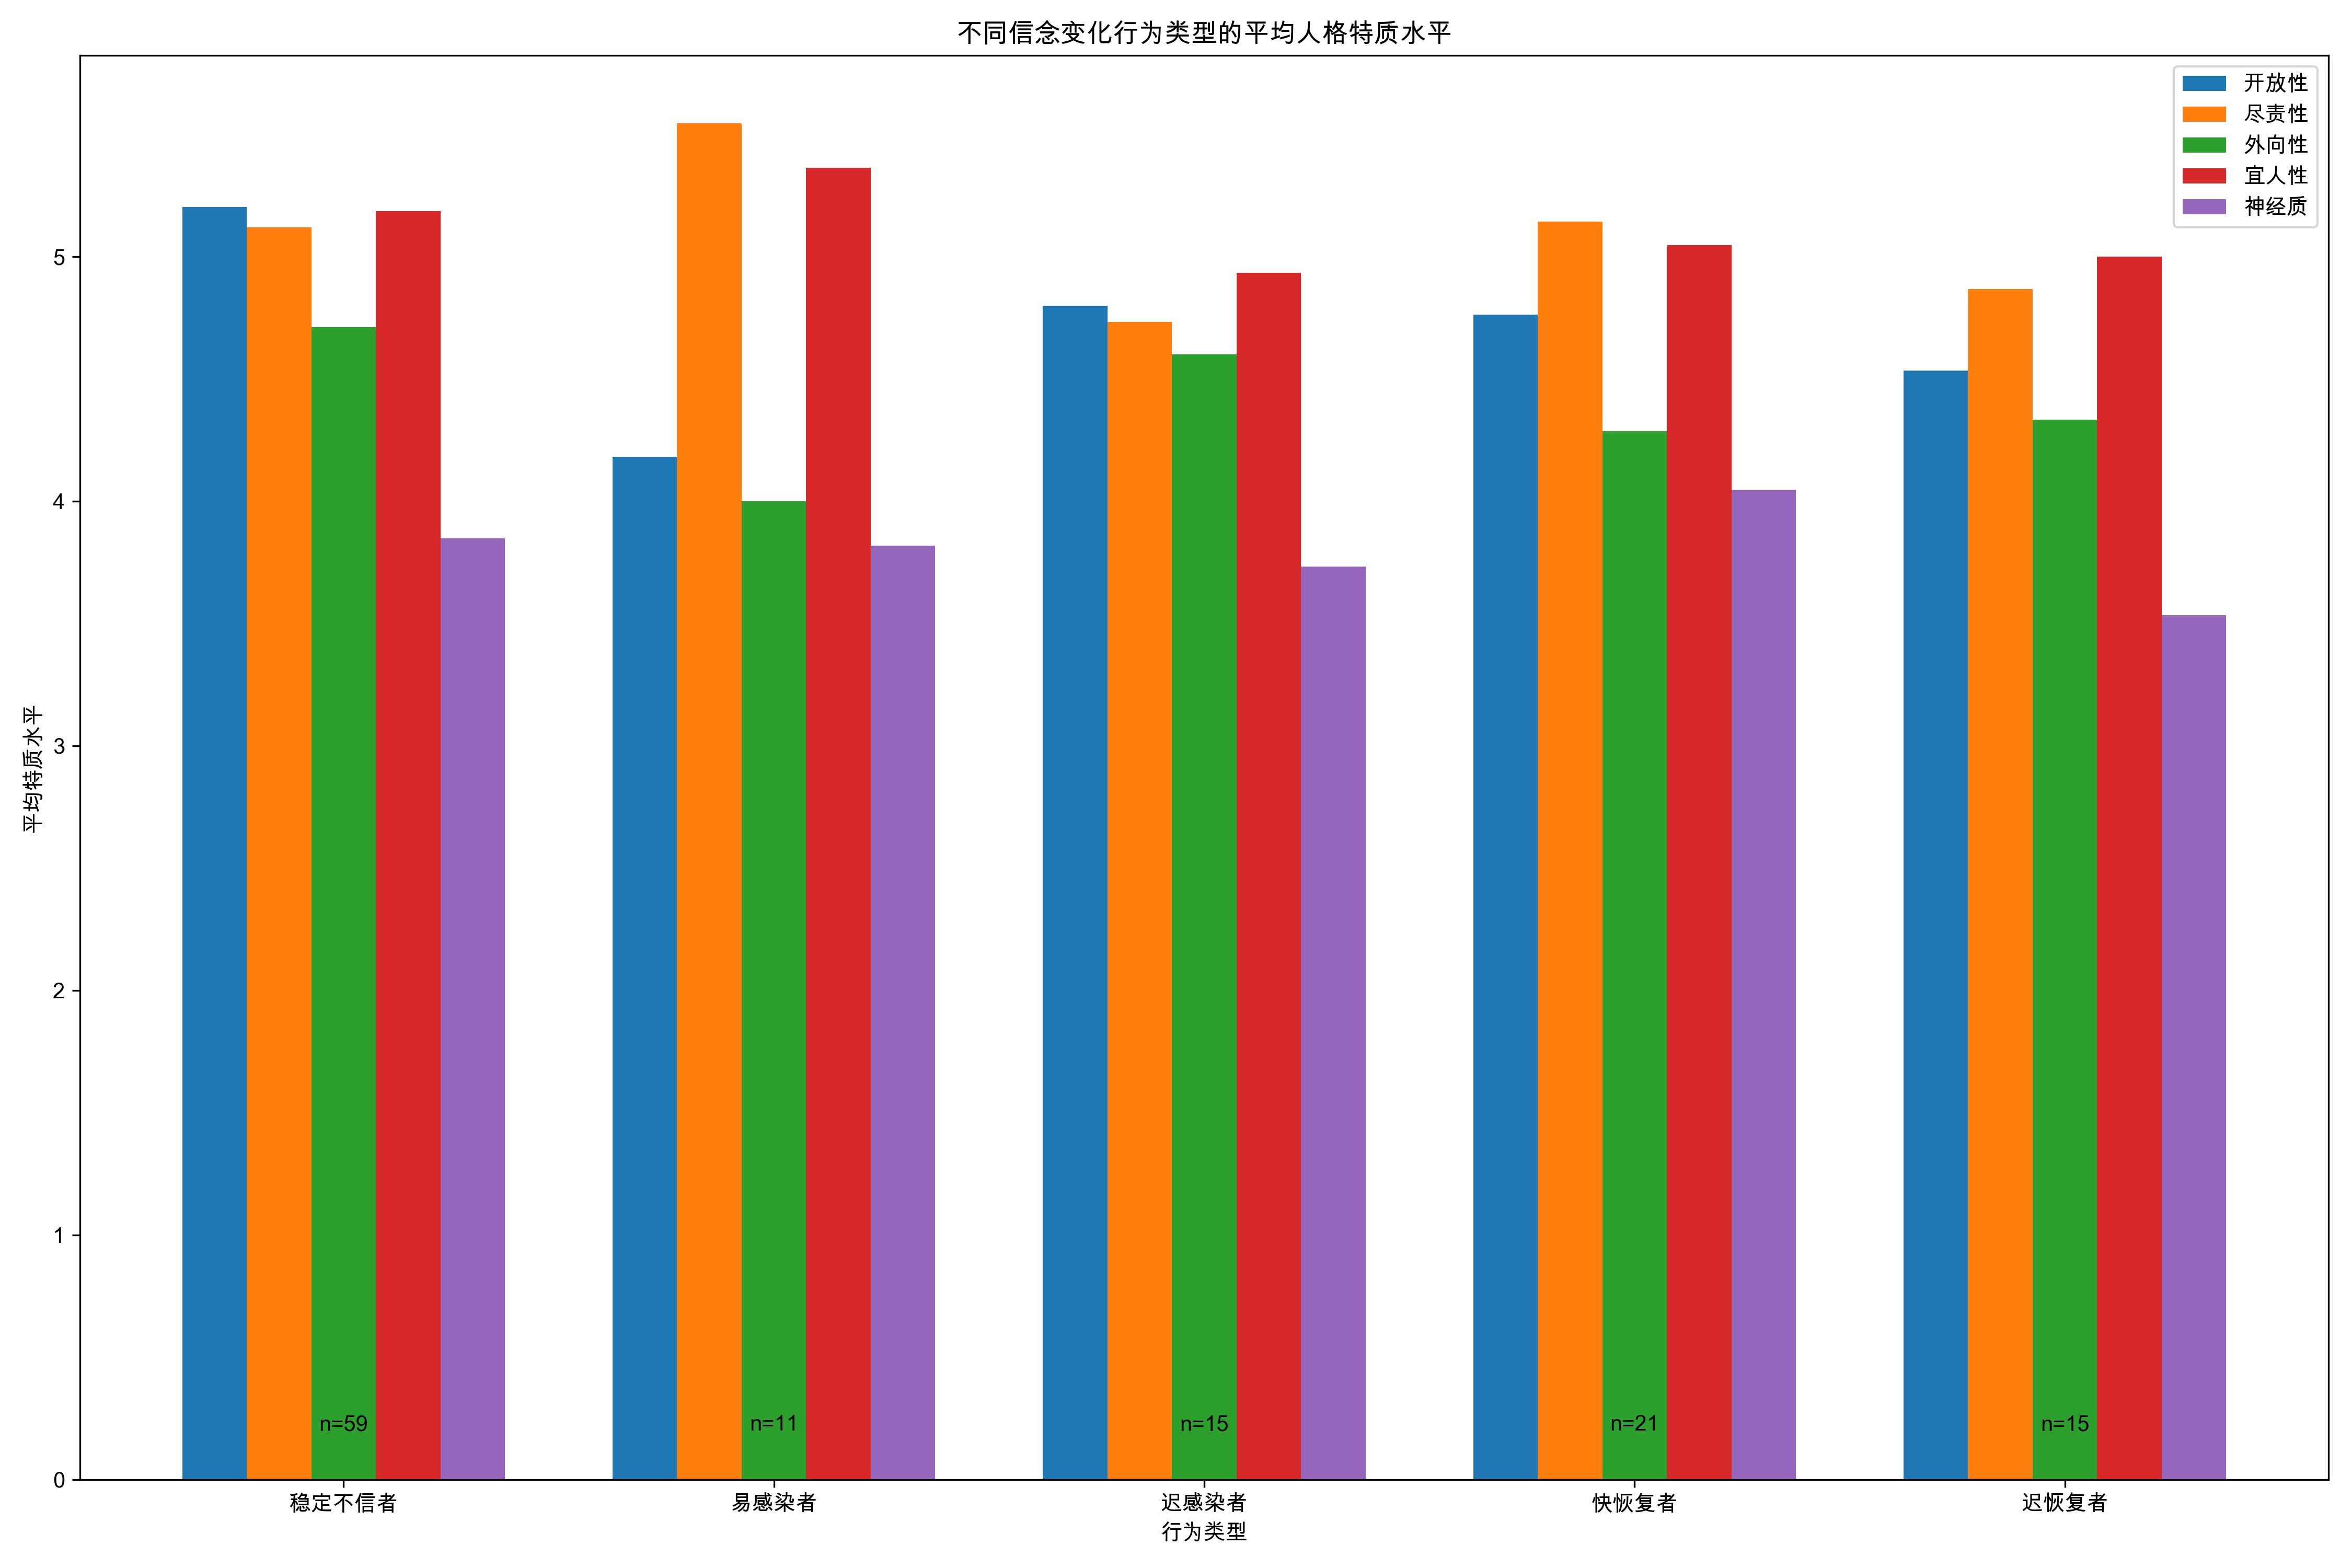 不同信念变化行为类型的平均人格特质水平
开放性
尽责性
外向性
宜人性
神经质
平均特质水平
5
4
3
2
1
0
n=59
n=11
n=15
n=21
n=15
稳定不信者
易感染者
迟感染者
快恢复者
迟恢复者
行为类型